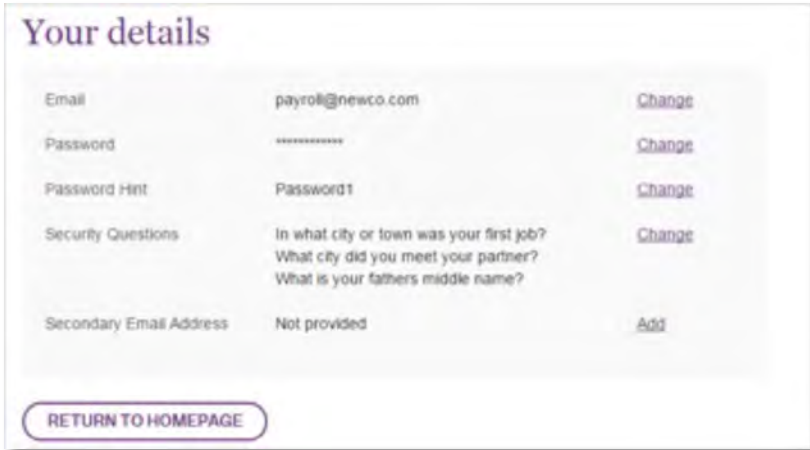 Your details
Email payroll@newco.com Change
Password ************ Change
Password Hint Password1 Change
Security Questions In what city or town was your first job? Change
What city did you meet your partner?
What is your fathers middle name?
Secondary Email Address Not provided Add
RETURN TO HOMEPAGE